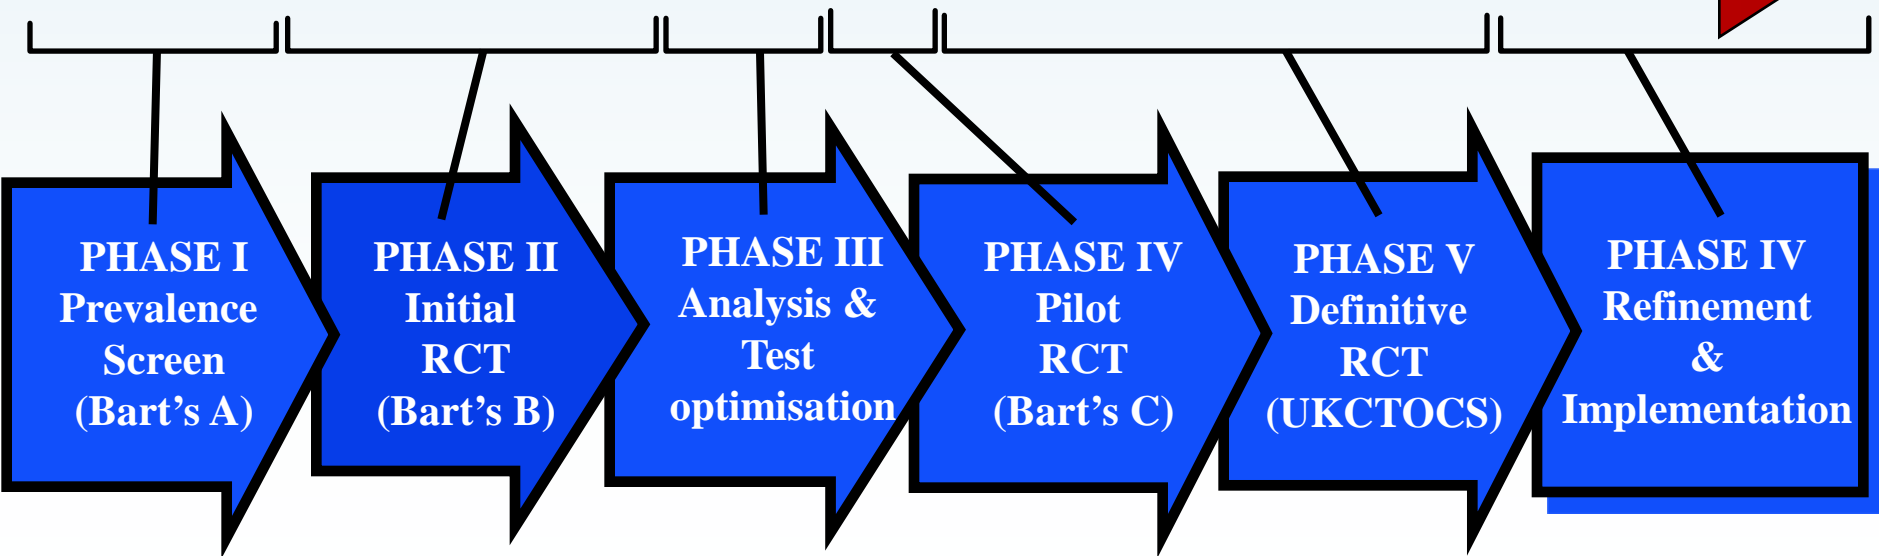 PHASE I
Prevalence
Screen
(Bart’s A)
PHASE II
Initial
RCT
(Bart’s B)
PHASE III
Analysis &
Test
optimisation
PHASE IV
Pilot
RCT
(Bart’s C)
PHASE V
Definitive
RCT
(UKCTOCS)
PHASE IV
Refinement
&
Implementation